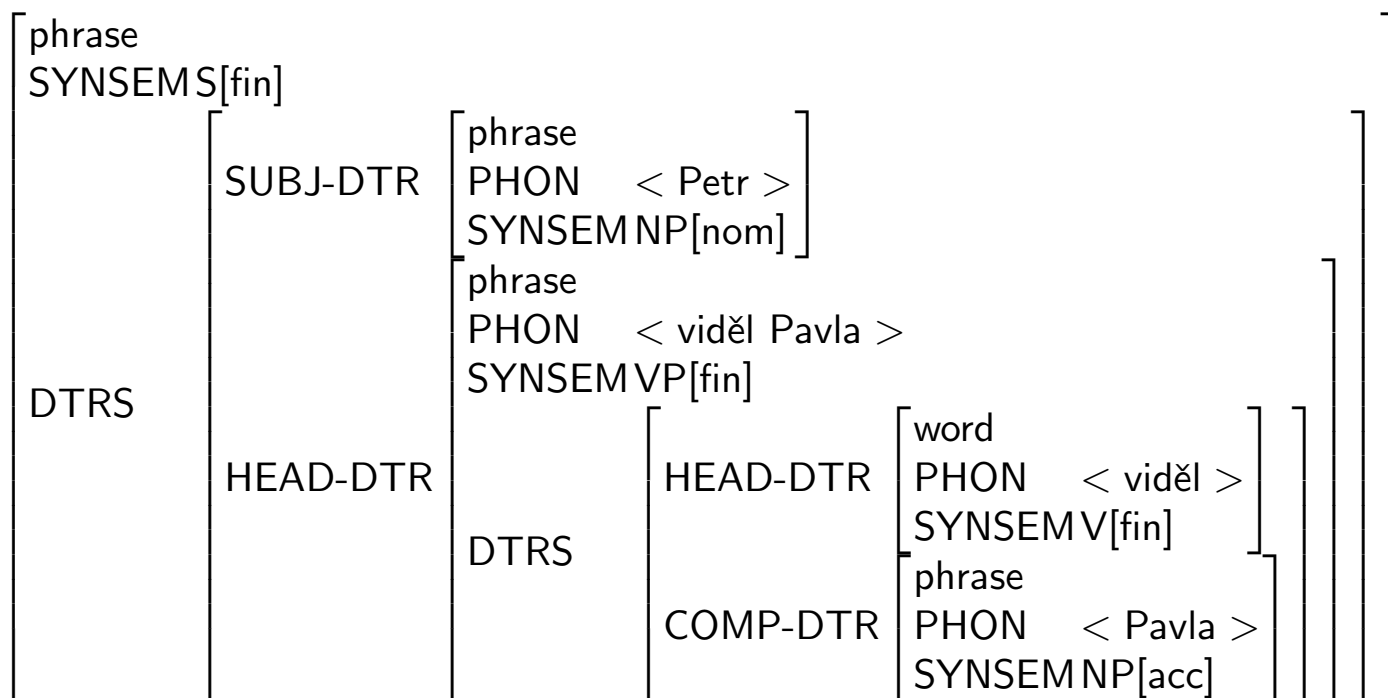 phrase
SYNSEM S[fin]
phrase
SUBJ-DTR PHON < Petr >
SYNSEM NP[nom]
phrase
PHON < viděl Pavla >
SYNSEM VP[fin]
DTRS
word
HEAD-DTR HEAD-DTR PHON < viděl >
SYNSEM V[fin]
DTRS
phrase
COMP-DTR PHON < Pavla >
SYNSEM NP[acc]